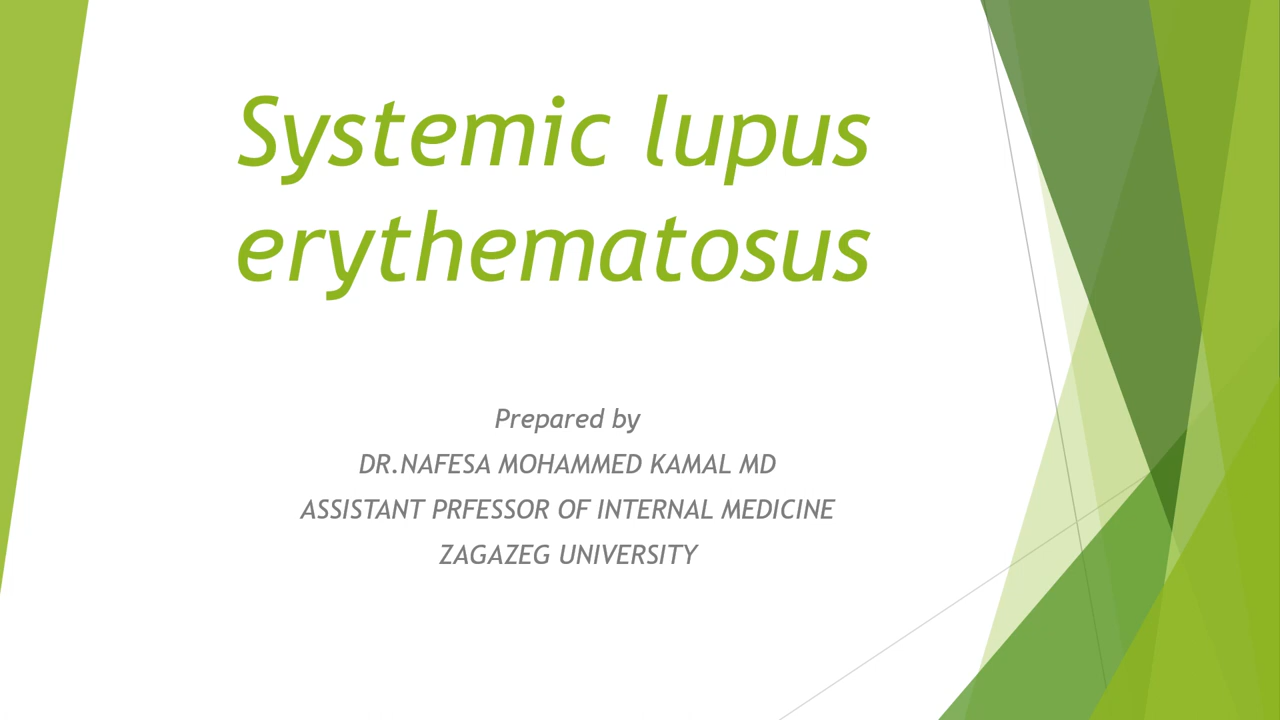 Systemic lupus
erythematosus
Prepared by
DR.NAFESA MOHAMMED KAMAL MD
ASSISTANT PRFESSOR OF INTERNAL MEDICINE
ZAGAZEG UNIVERSITY